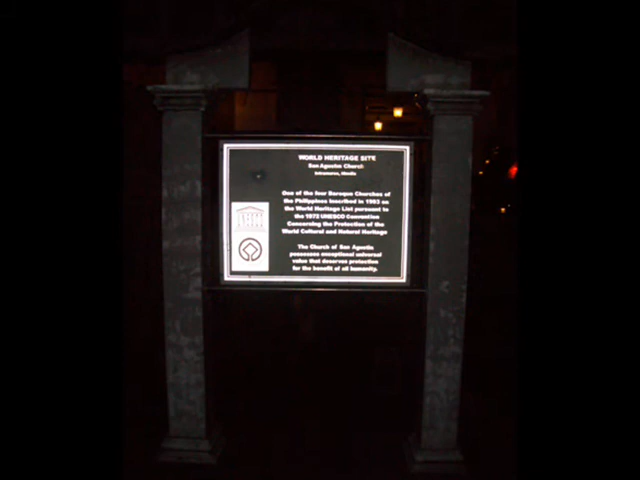 WORLD HERITAGE SITE
San Agustin Church
Intramuros, Manila
One of the four Baroque Churches of
the Philippines inscribed in 1993 on
the World Heritage List pursuant to
the 1972 UNESCO Convention
Concerning the Protection of the
World Cultural and Natural Heritage
The Church of San Agustin
possesses exceptional universal
value that deserves protection
for the benefit of all humanity.